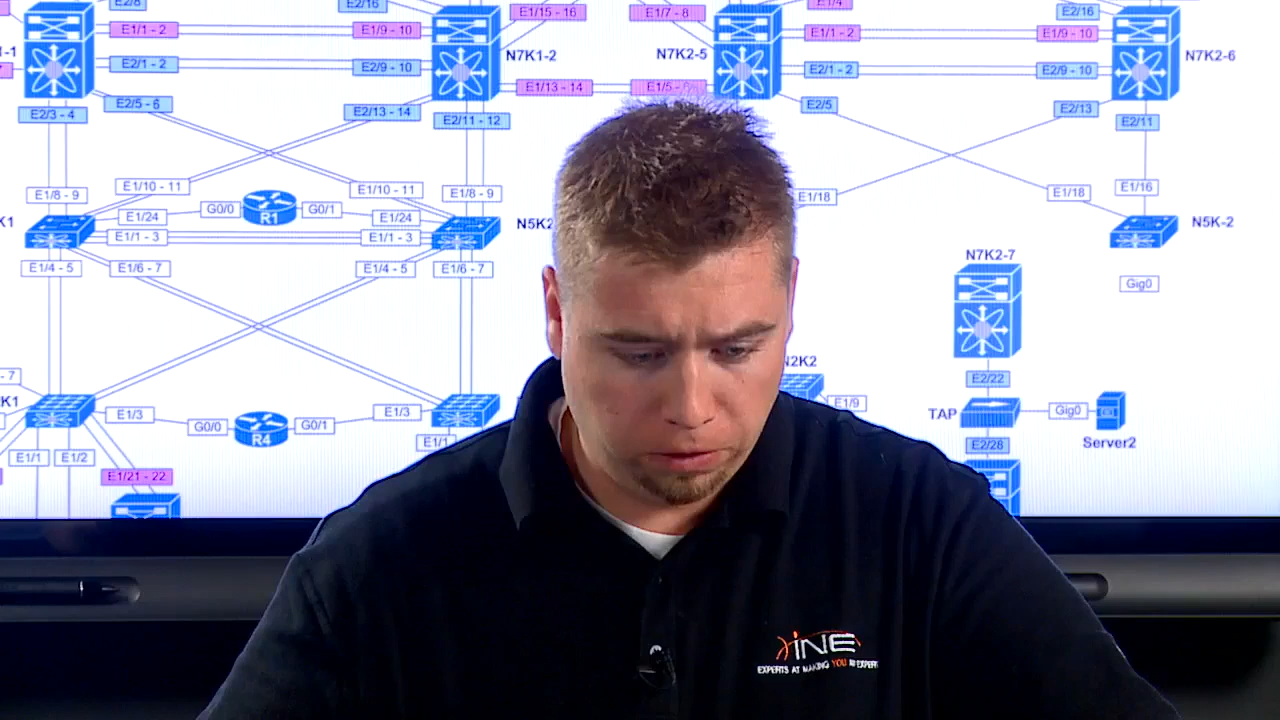 E2/8
E2/16
E1/15 - 16
E1/7 - 8
E1/4
E2/16
E1/1 - 2
E1/9 - 10
E1/1 - 2
E1/9 - 10
N7K1-2
N7K2-5
N7K2-6
E2/1 - 2
E2/9 - 10
E2/1 - 2
E2/9 - 10
E1/13 - 14
E2/3 - 4
E2/5 - 6
E2/13 - 14
E2/11 - 12
E2/5
E2/13
E2/11
E1/8 - 9
E1/10 - 11
E1/10 - 11
E1/8 - 9
E1/18
E1/18
E1/16
E1/24
G0/0
R1
G0/1
E1/24
N5K2
N5K-2
E1/1 - 3
E1/1 - 3
E1/4 - 5
E1/6 - 7
E1/4 - 5
E1/6 - 7
N7K2-7
Gig0
N2K2
E2/22
E1/3
G0/0
R4
G0/1
E1/3
E1/9
TAP
Gig0
Server2
E1/1
E1/2
E1/1
E2/28
E1/21 - 22
iNE
EXPERTS AT MAKING YOU AN EXPERT